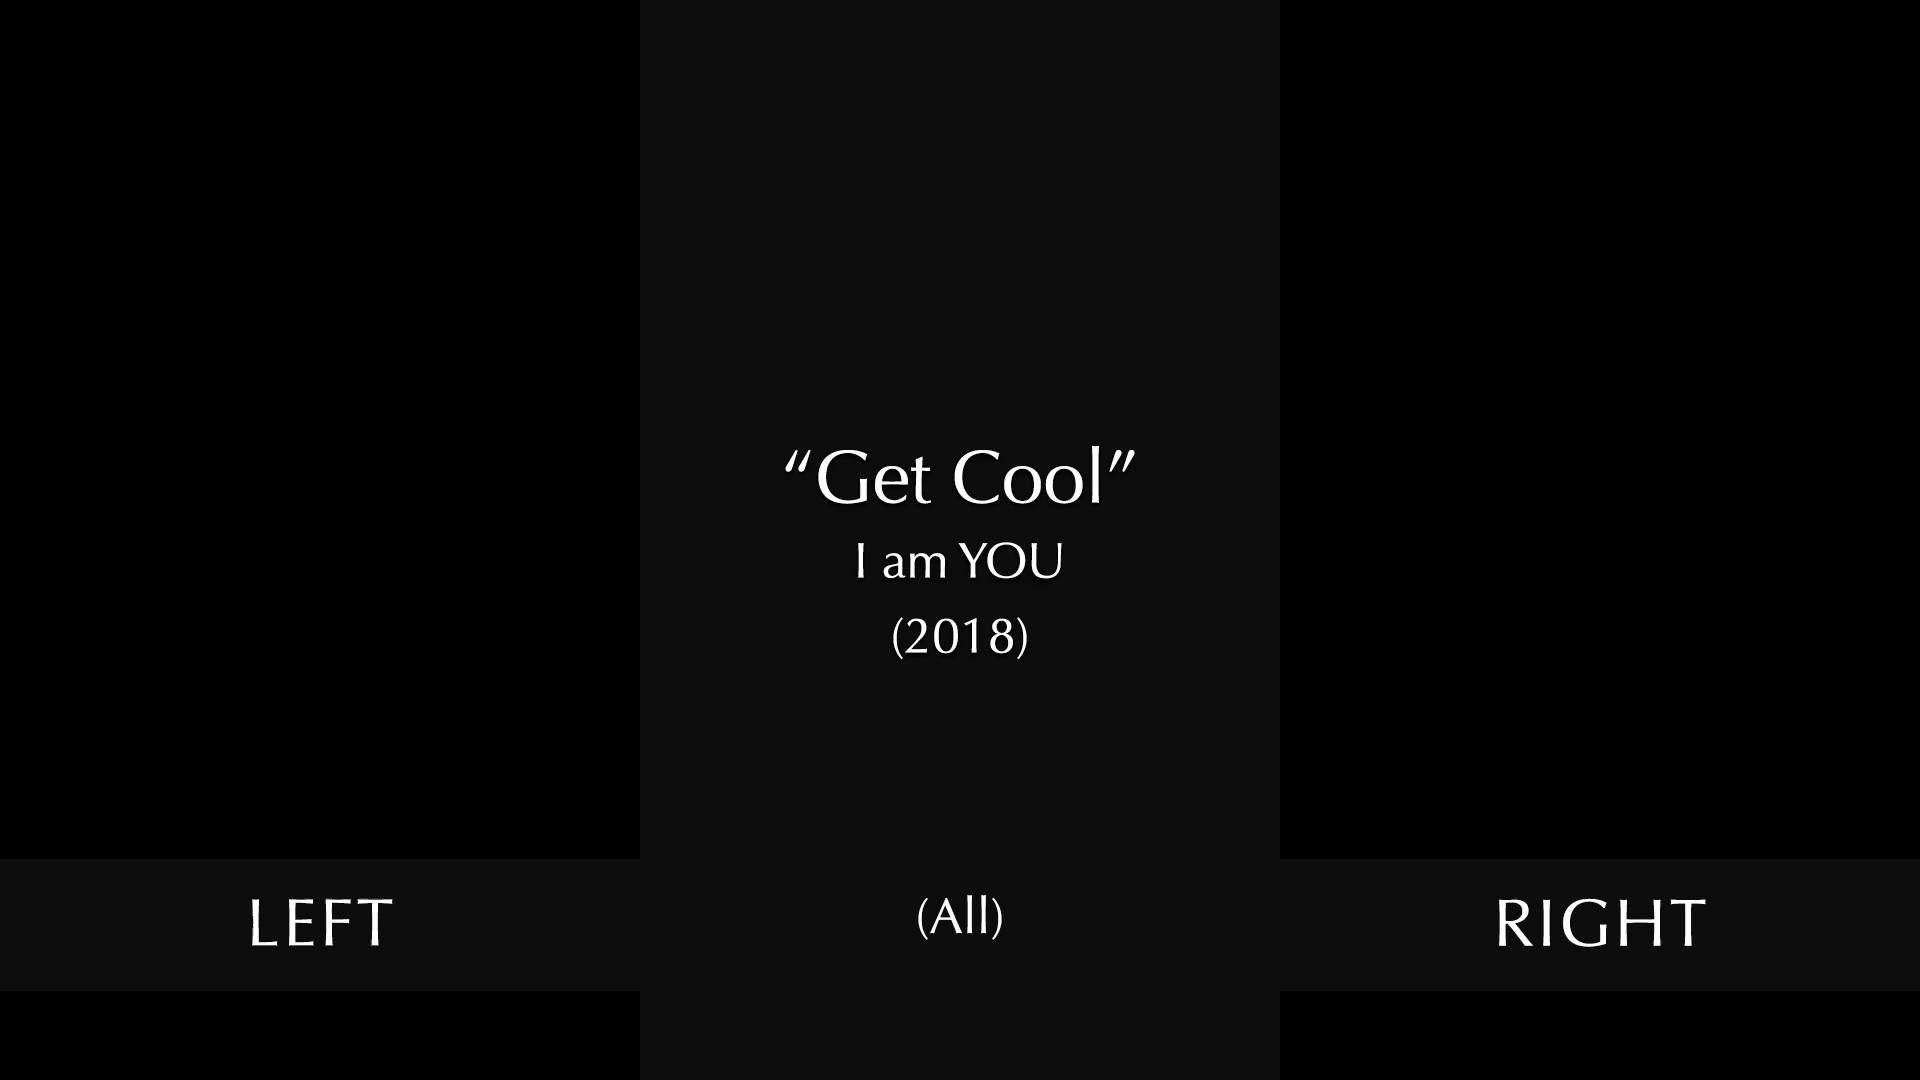 “Get Cool”
I am YOU
(2018)
LEFT
(All)
RIGHT